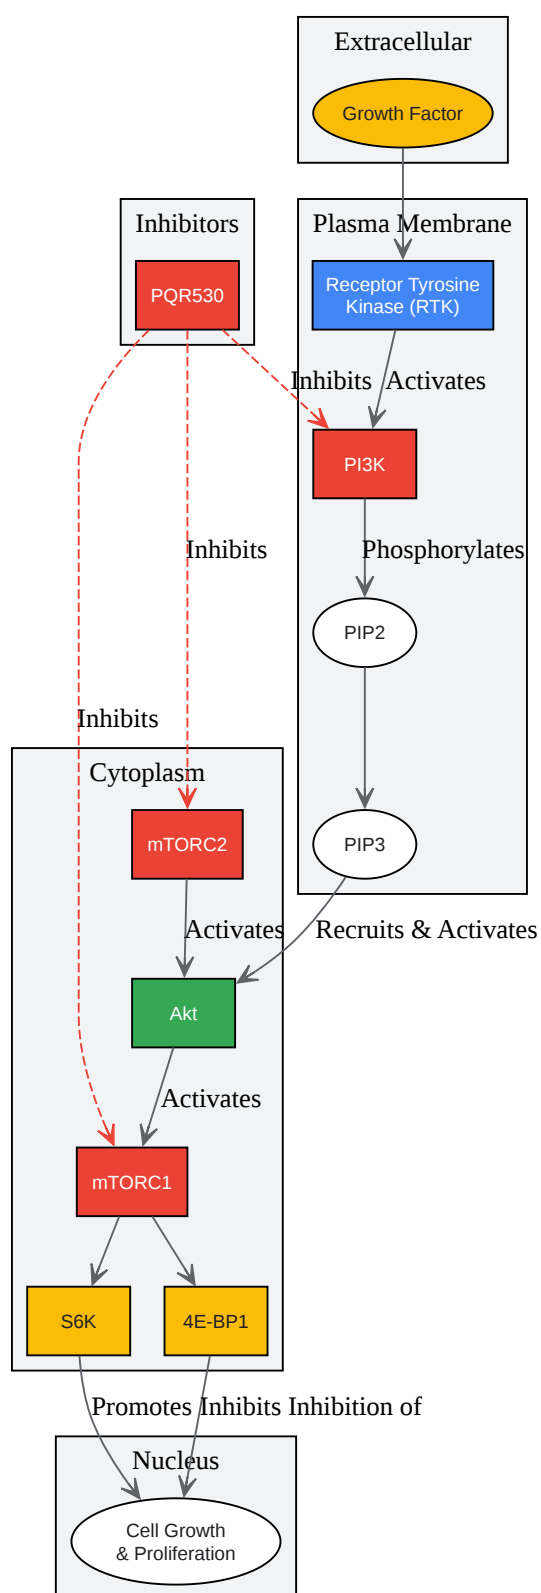 Extracellular
Growth Factor
Inhibitors
PQR530
Plasma Membrane
Receptor Tyrosine
Kinase (RTK)
Inhibits
Activates
PI3K
Inhibits
Phosphorylates
PIP2
Inhibits
Cytoplasm
mTORC2
PIP3
Activates
Recruits & Activates
Akt
Activates
mTORC1
S6K
4E-BP1
Promotes
Inhibits Inhibition of
Nucleus
Cell Growth
& Proliferation